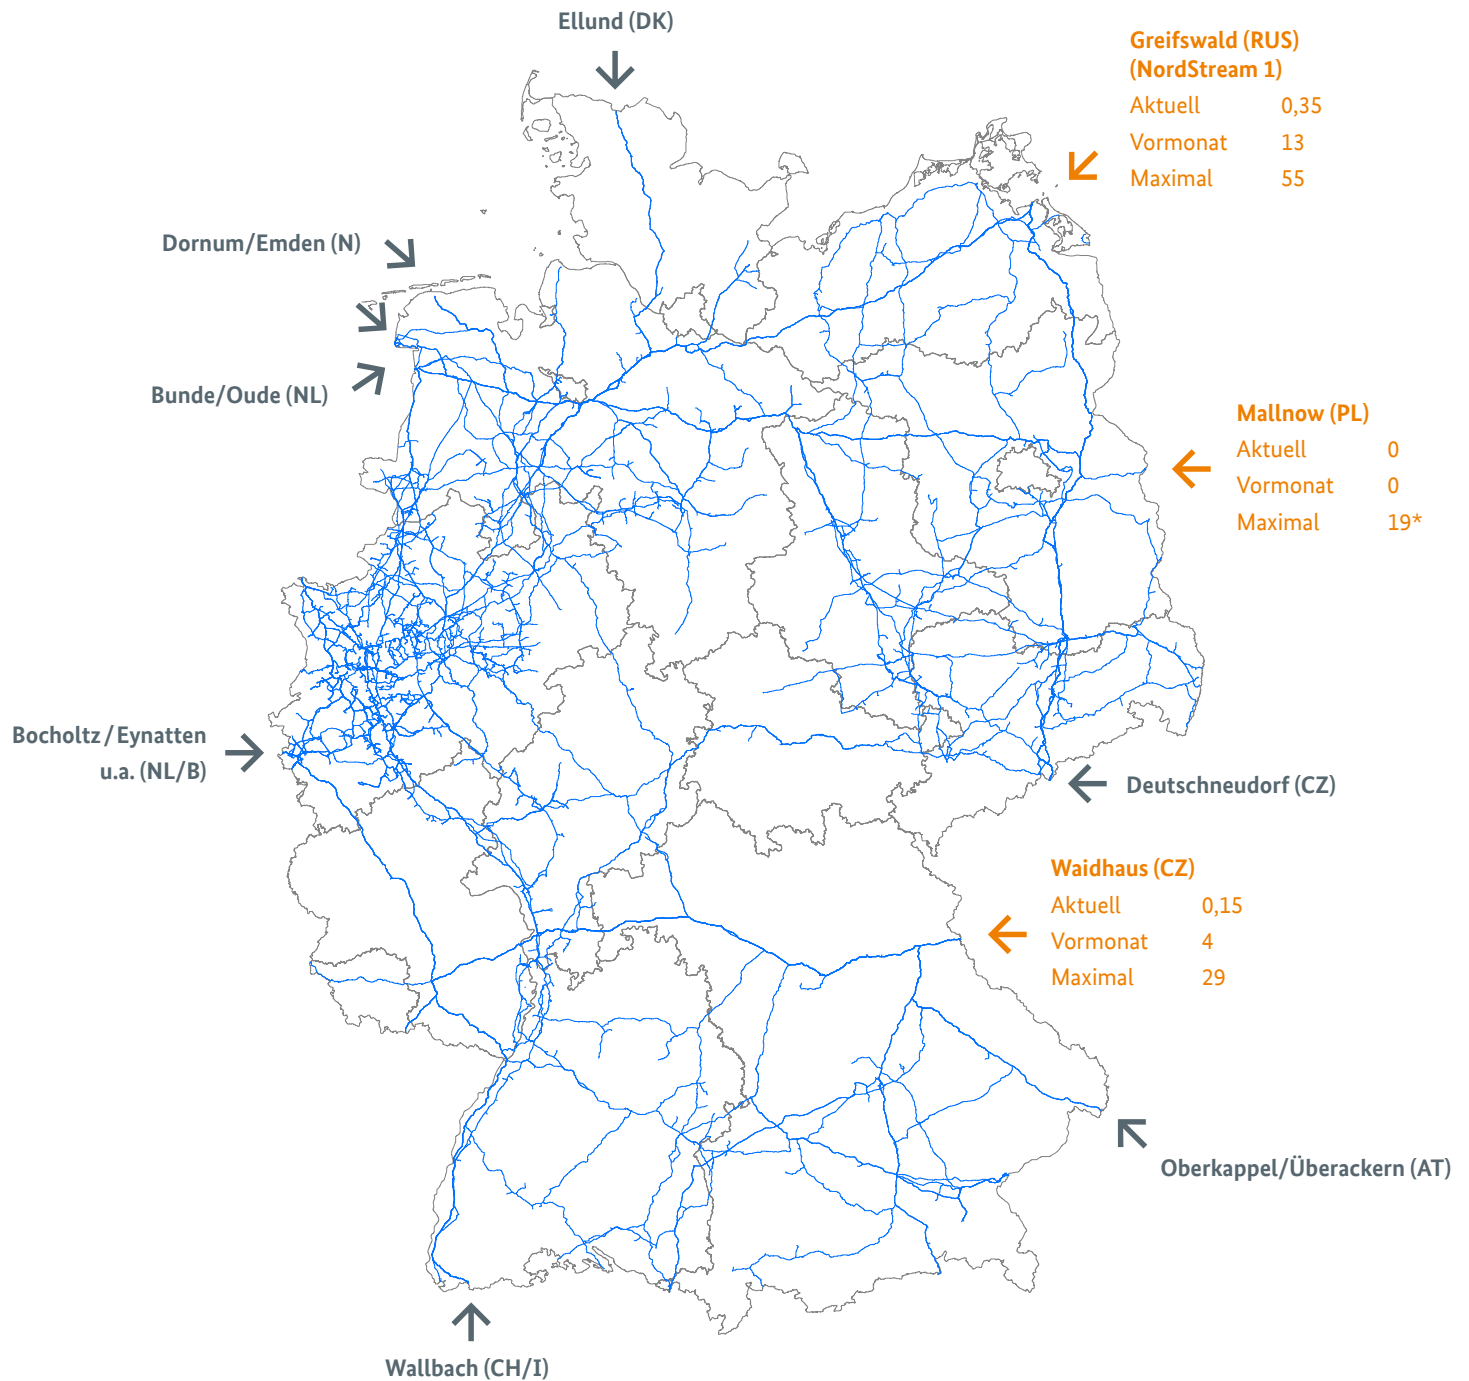 Ellund (DK)
Greifswald (RUS)
(NordStream 1)
Aktuell 0,35
Vormonat 13
Maximal 55
Dornum/Emden (N)
Bunde/Oude (NL)
Mallnow (PL)
Aktuell 0
Vormonat 0
Maximal 19*
Bocholtz / Eynatten
u.a. (NL/B)
Deutschneudorf (CZ)
Waidhaus (CZ)
Aktuell 0,15
Vormonat 4
Maximal 29
Oberkappel/Überackern (AT)
Wallbach (CH/I)